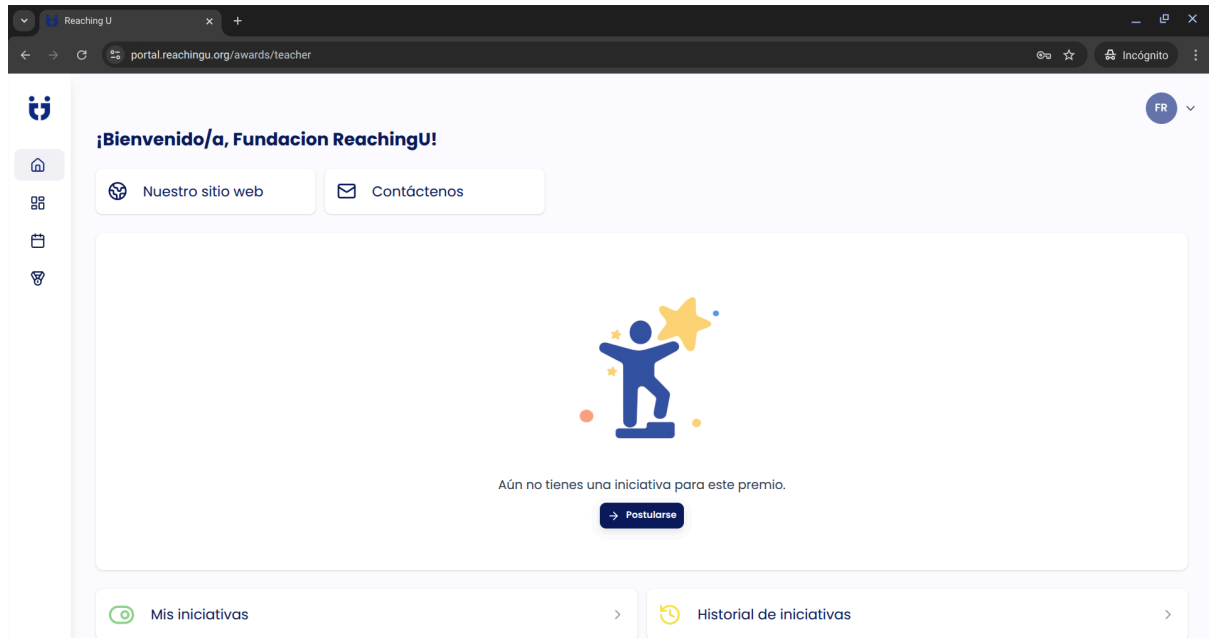 Reaching U
portal.reachingu.org/awards/teacher
Incógnito
FR
¡Bienvenido/a, Fundacion ReachingU!
Nuestro sitio web
Contáctenos
Aún no tienes una iniciativa para este premio.
Postularse
Mis iniciativas
Historial de iniciativas